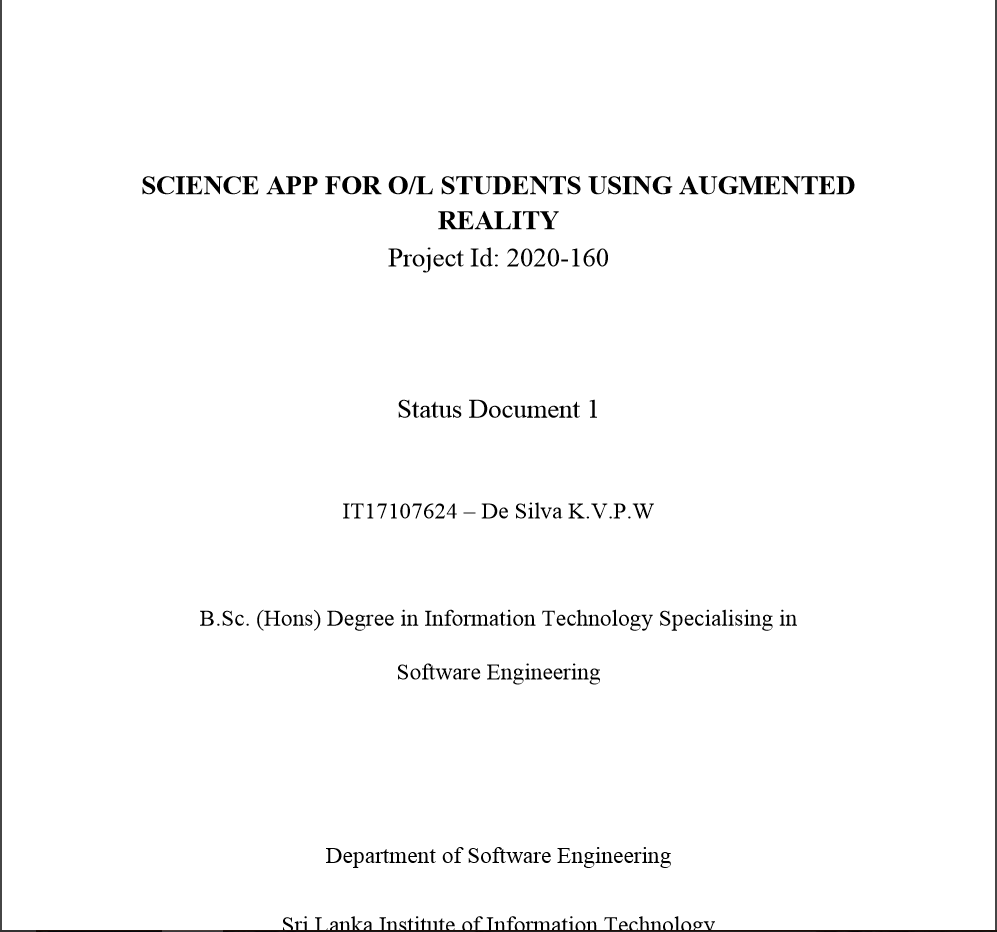 SCIENCE APP FOR O/L STUDENTS USING AUGMENTED
REALITY
Project Id: 2020-160
Status Document 1
IT17107624 – De Silva K.V.P.W
B.Sc. (Hons) Degree in Information Technology Specialising in
Software Engineering
Department of Software Engineering
Sri Lanka Institute of Information Technology